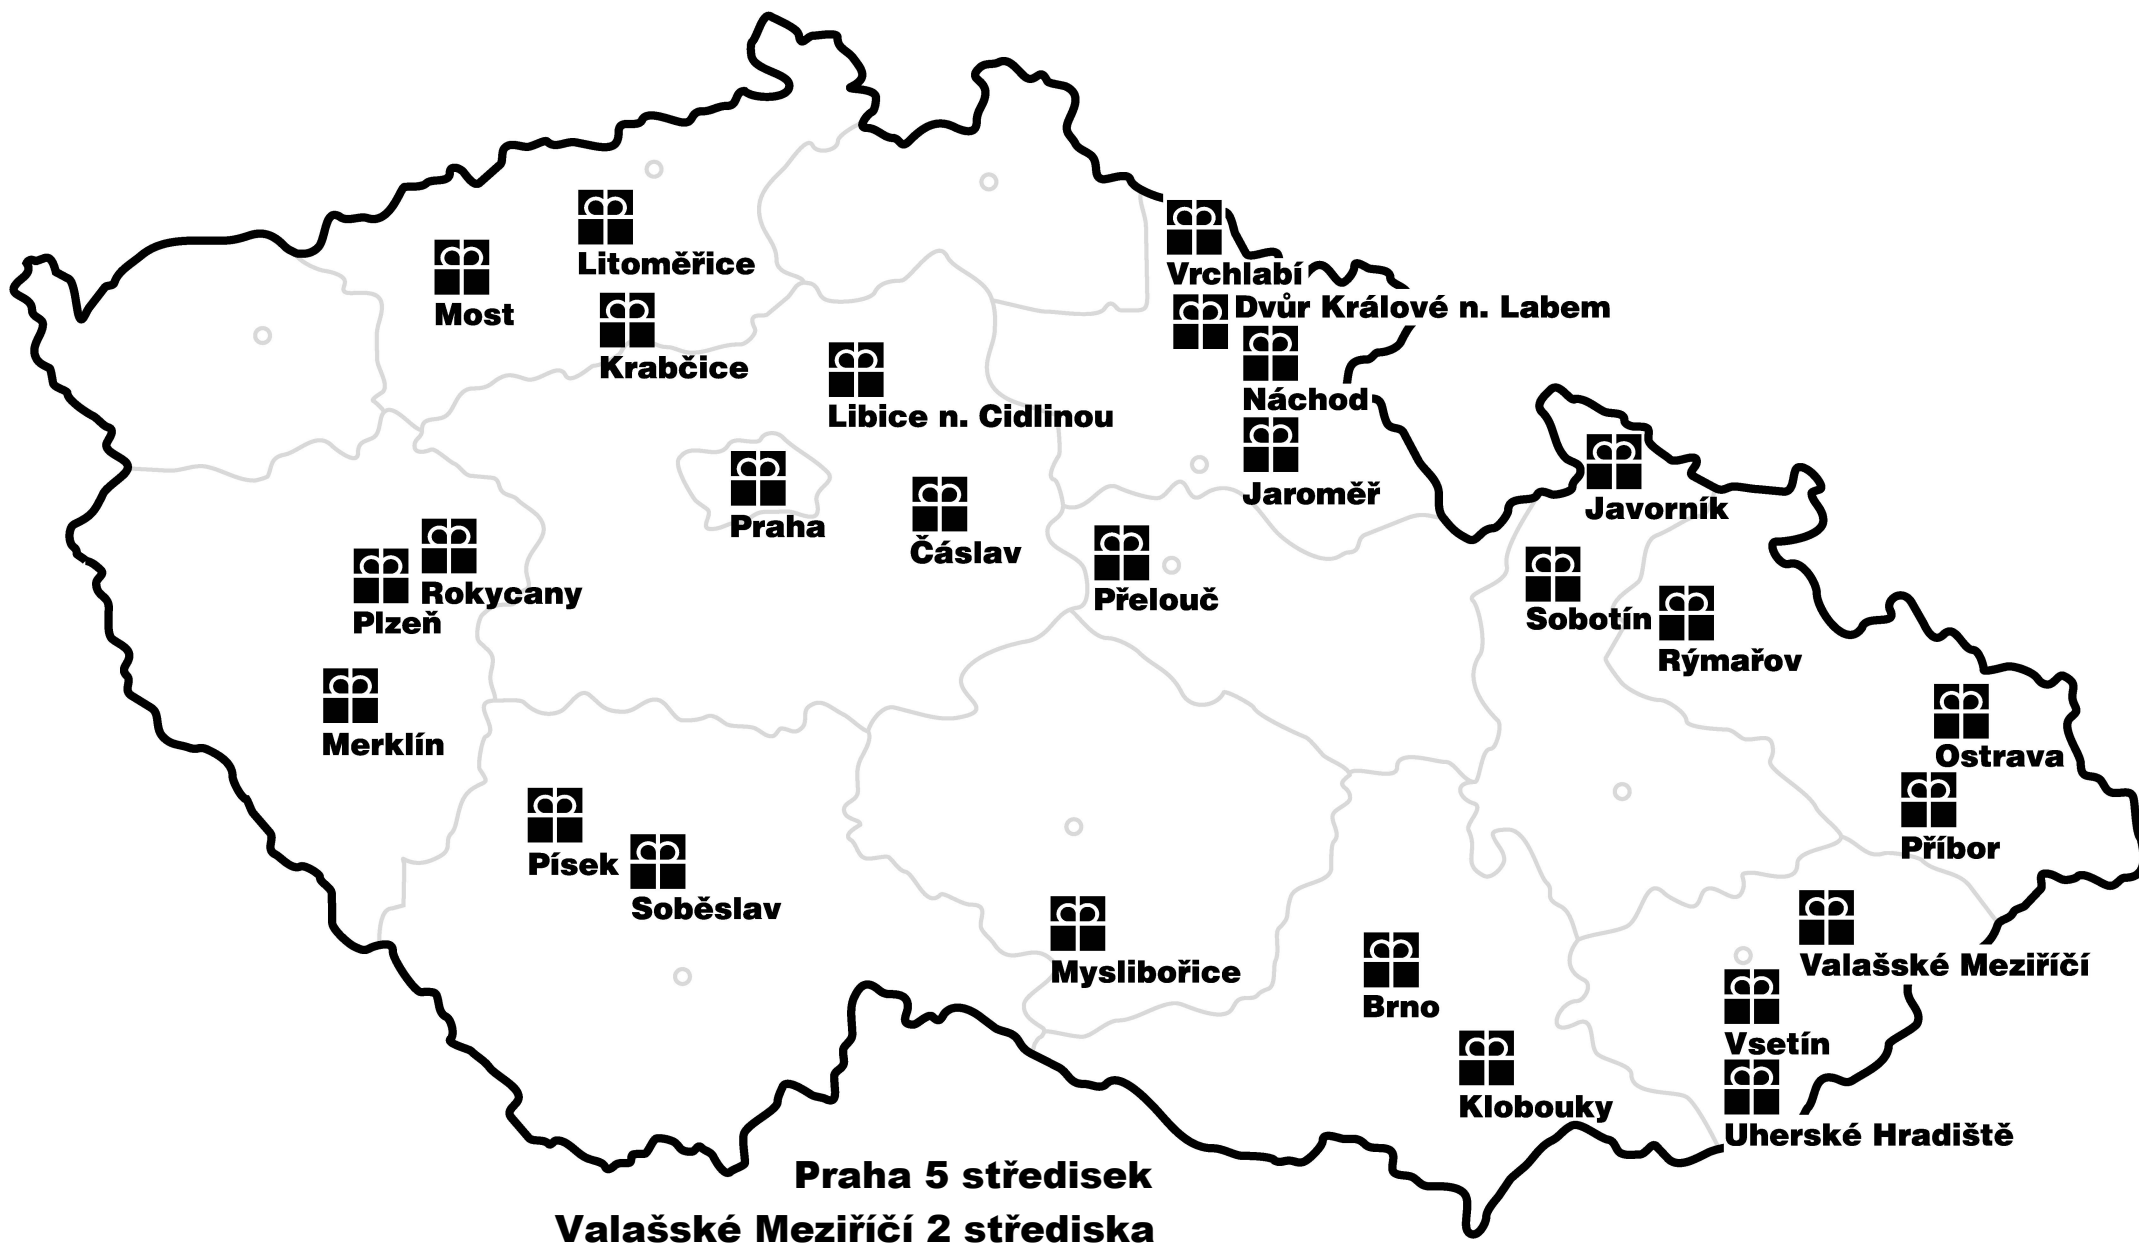 Litoměřice
Vrchlabí
Most
Dvůr Králové n. Labem
Krabčice
Náchod
Libice n. Cidlinou
Jaroměř
Javorník
Praha
Čáslav
Rokycany
Přelouč
Plzeň
Sobotín
Rýmařov
Merklín
Ostrava
Příbor
Písek
Soběslav
Valašské Meziříčí
Myslibořice
Brno
Vsetín
Klobouky
Uherské Hradiště
Praha 5 středisek
Valašské Meziříčí 2 střediska